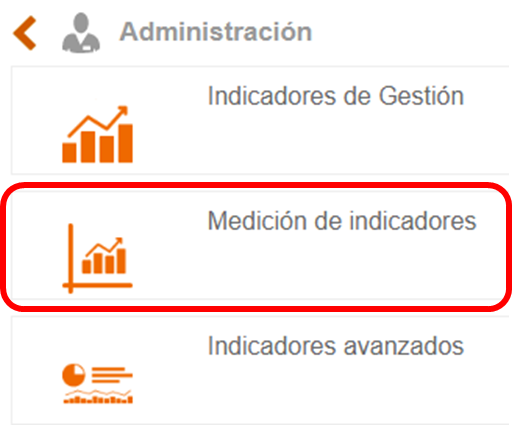 Administración
Indicadores de Gestión
Medición de indicadores
Indicadores avanzados